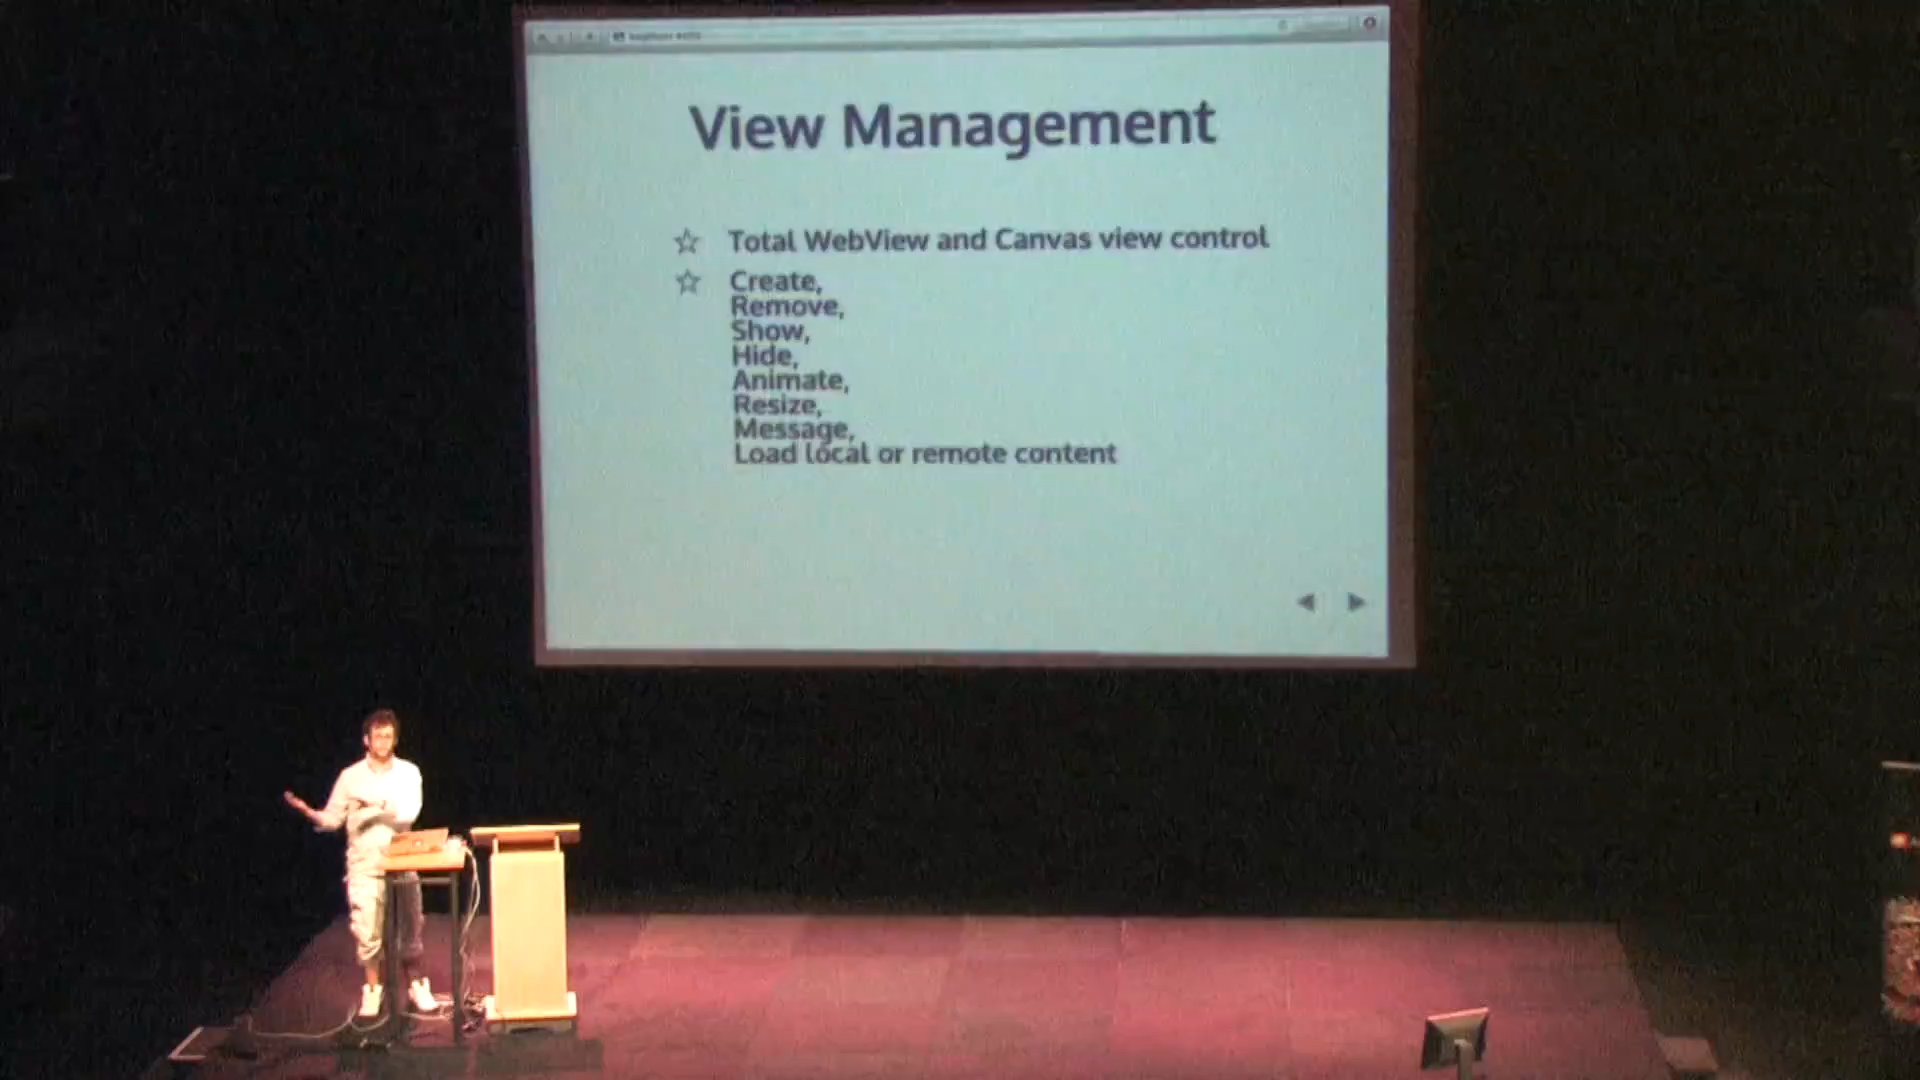 View Management
Total WebView and Canvas view control
Create,
Remove,
Show,
Hide,
Animate,
Resize,
Message,
Load local or remote content